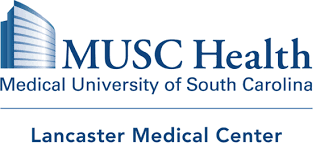 MUSC Health
Medical University of South Carolina
Lancaster Medical Center